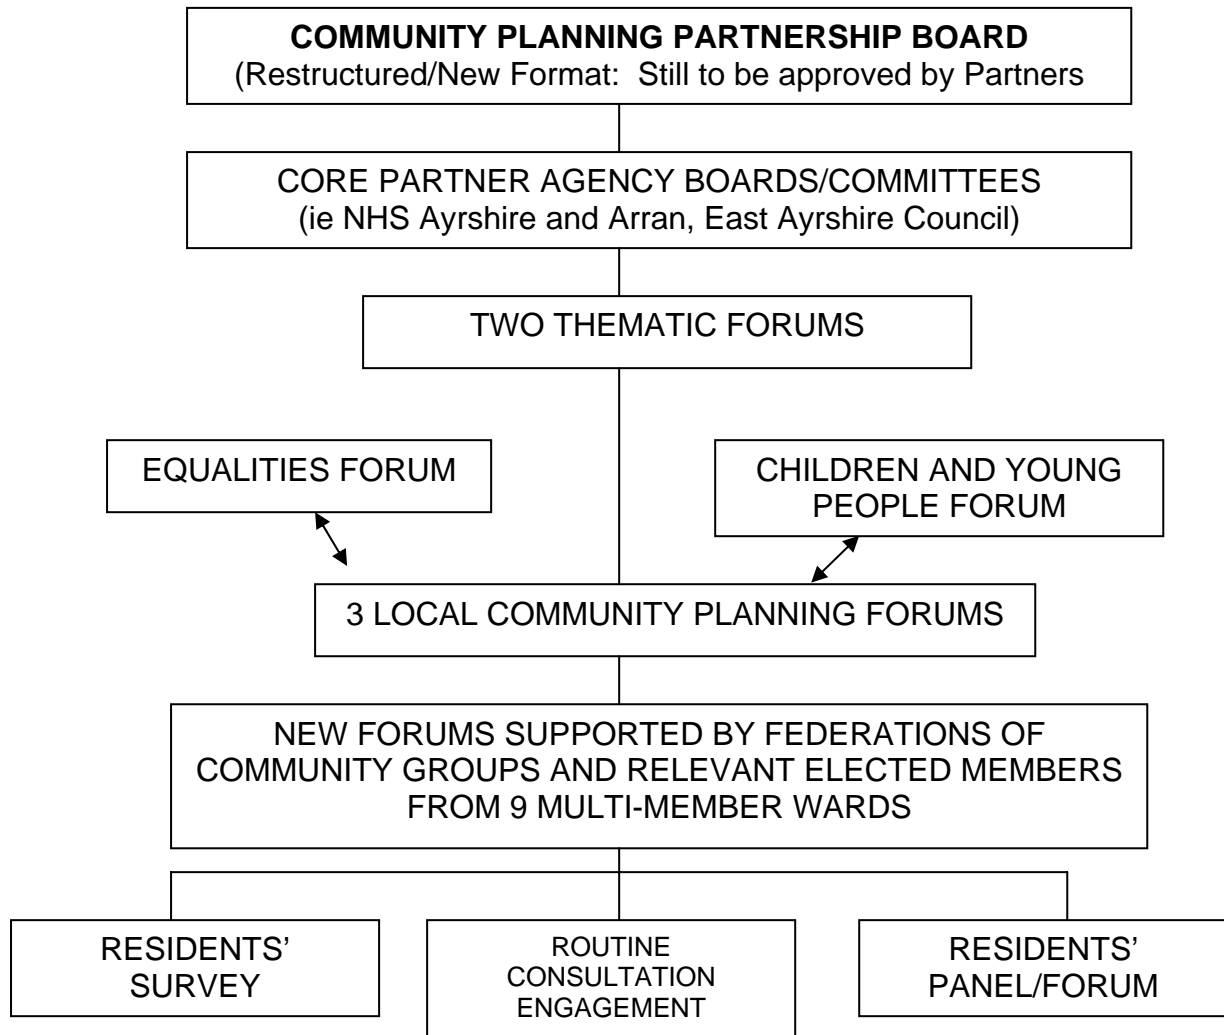 COMMUNITY PLANNING PARTNERSHIP BOARD
(Restructured/New Format: Still to be approved by Partners
CORE PARTNER AGENCY BOARDS/COMMITTEES
(ie NHS Ayrshire and Arran, East Ayrshire Council)
TWO THEMATIC FORUMS
EQUALITIES FORUM
CHILDREN AND YOUNG
PEOPLE FORUM
3 LOCAL COMMUNITY PLANNING FORUMS
NEW FORUMS SUPPORTED BY FEDERATIONS OF
COMMUNITY GROUPS AND RELEVANT ELECTED MEMBERS
FROM 9 MULTI-MEMBER WARDS
RESIDENTS’
SURVEY
ROUTINE
CONSULTATION
ENGAGEMENT
RESIDENTS’
PANEL/FORUM